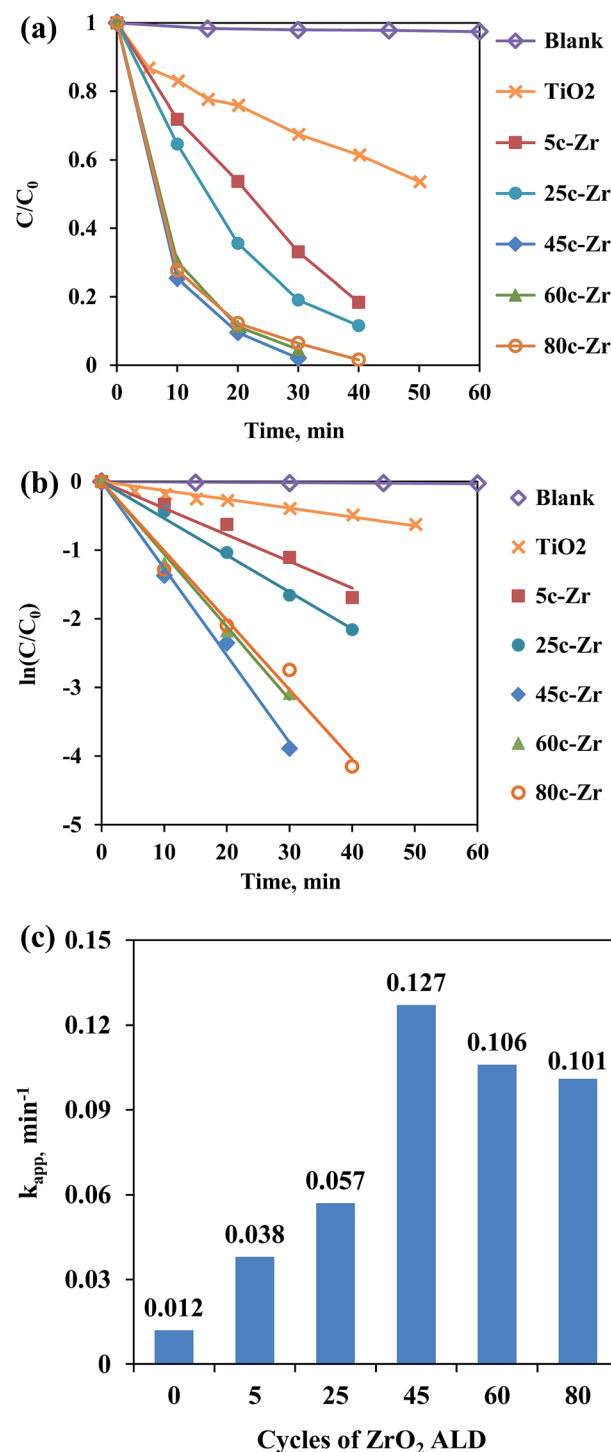 (a)
1
0.8
0.6
0.4
0.2
0
C/C₀
0 10 20 30 40 50 60
Time, min
Blank
TiO2
5c-Zr
25c-Zr
45c-Zr
60c-Zr
80c-Zr
(b)
0
-1
-2
-3
-4
-5
ln(C/C₀)
0 10 20 30 40 50 60
Time, min
Blank
TiO2
5c-Zr
25c-Zr
45c-Zr
60c-Zr
80c-Zr
(c)
0.15
0.12
0.09
0.06
0.03
0
k_app, min⁻¹
0.012
0.038
0.057
0.127
0.106
0.101
0 5 25 45 60 80
Cycles of ZrO₂ ALD